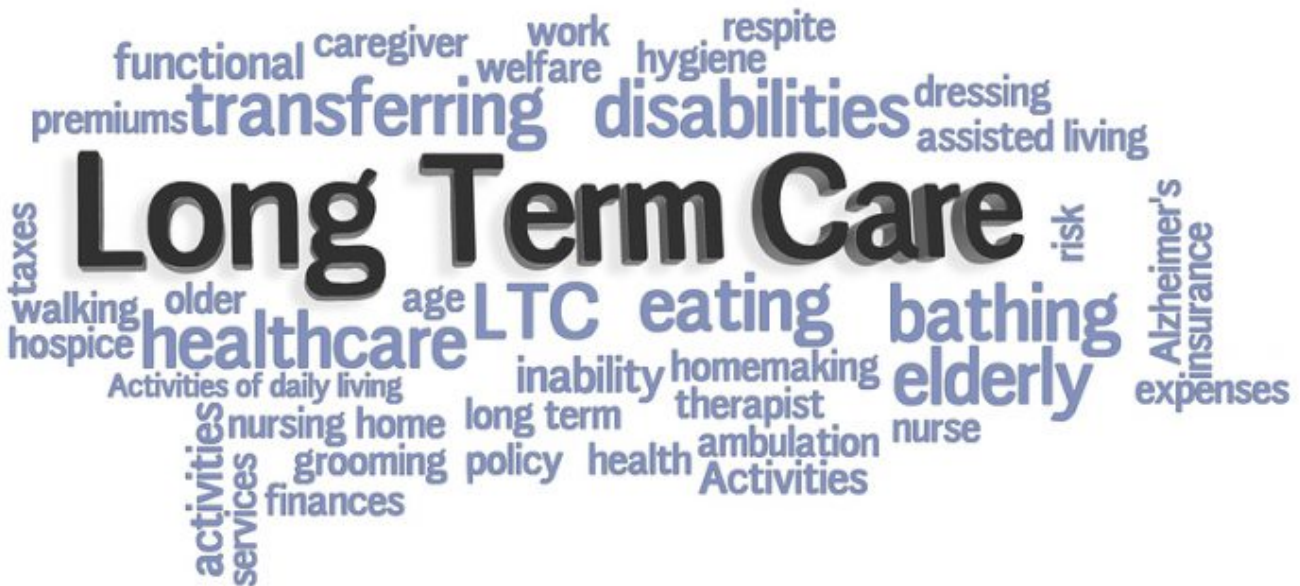 respite
work
caregiver
functional
welfare
hygiene
premiums
transferring
disabilities
dressing
assisted living
Long Term Care
taxes
risk
Alzheimer's
insurance
walking
older
age
LTC
eating
bathing
hospice
healthcare
inability
homemaking
elderly
expenses
Activities of daily living
activities
nursing home
long term
therapist
nurse
ambulation
grooming
policy
health
Activities
services
finances